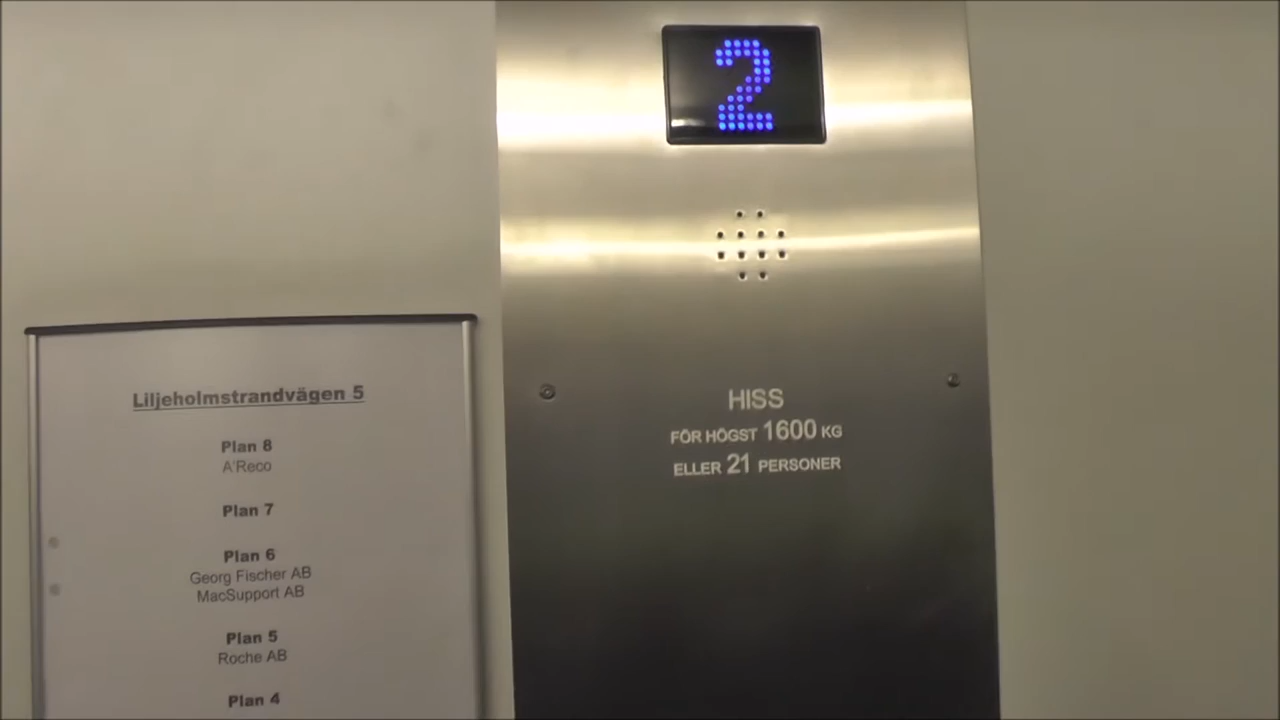 2
HISS
FÖR HÖGST 1600 KG
ELLER 21 PERSONER
Liljeholmstrandvägen 5
Plan 8
A'Reco
Plan 7
Plan 6
Georg Fischer AB
MacSupport AB
Plan 5
Roche AB
Plan 4